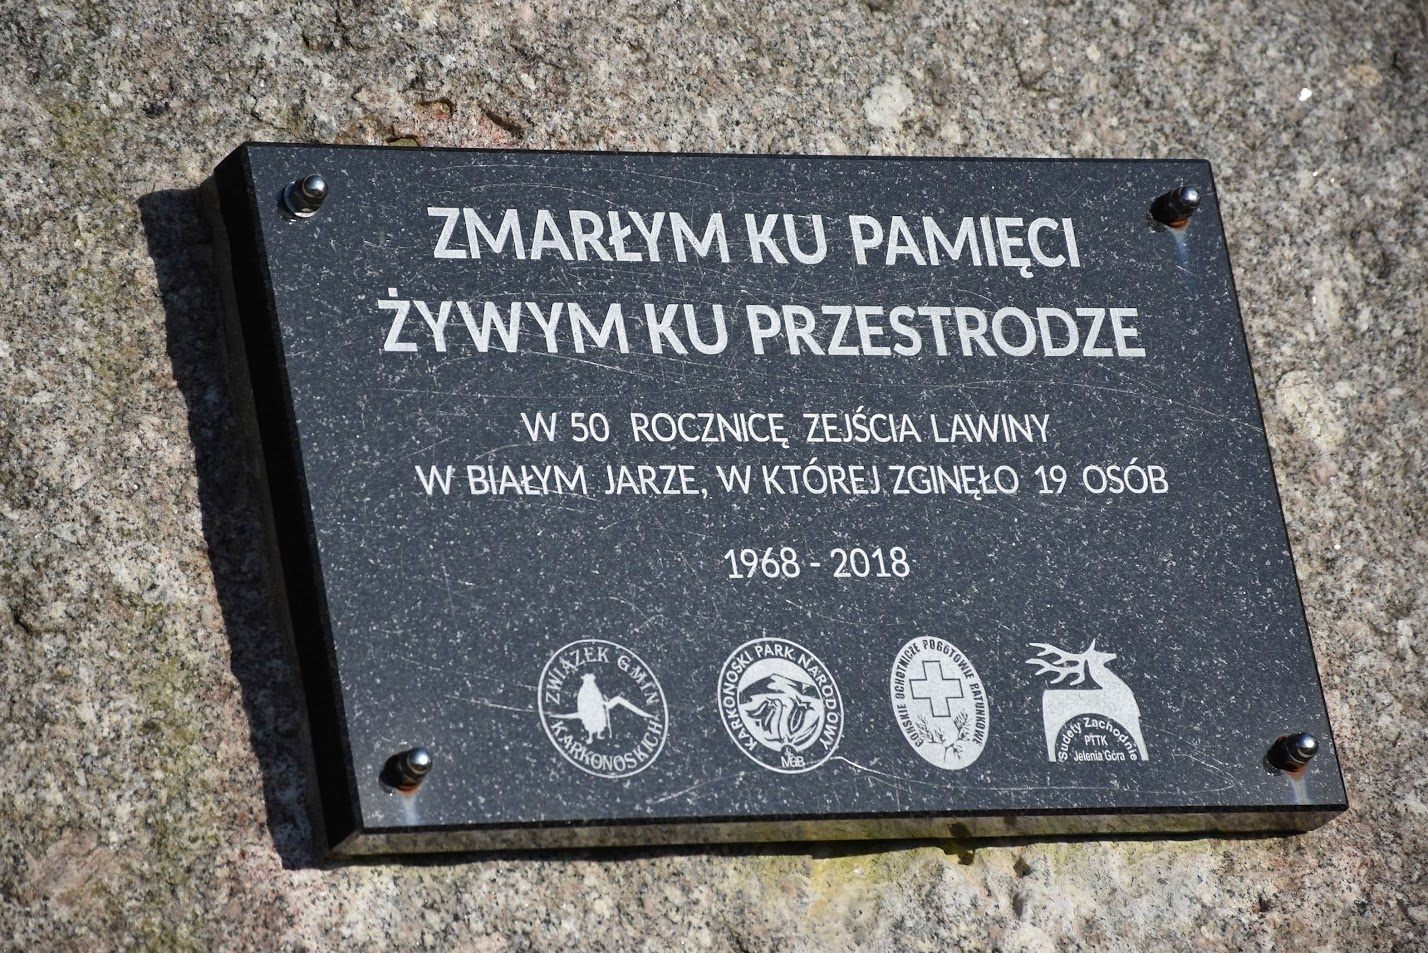 ZMARŁYM KU PAMIĘCI
ŻYWYM KU PRZESTRODZE
W 50 ROCZNICĘ ZEJŚCIA LAWINY
W BIAŁYM JARZE, W KTÓREJ ZGINĘŁO 19 OSÓB
1968 - 2018
ZWIĄZEK GMIN
KARKONOSKICH
KARKONOSKI PARK NARODOWY
MaB
GÓRSKIE OCHOTNICZE POGOTOWIE RATUNKOWE
Sudety Zachodnie
PTTK
Jelenia Góra